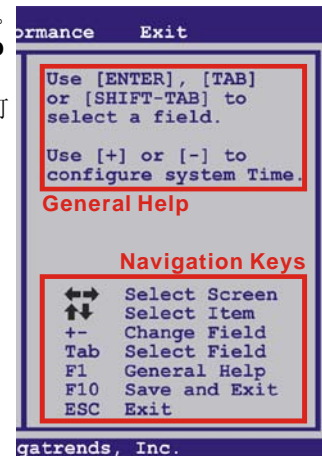 ormance Exit
Use [ENTER], [TAB]
or [SHIFT-TAB] to
select a field.
Use [+] or [-] to
configure system Time.
General Help
Navigation Keys
←→ Select Screen
↑↓ Select Item
+- Change Field
Tab Select Field
F1 General Help
F10 Save and Exit
ESC Exit
gatrends, Inc.